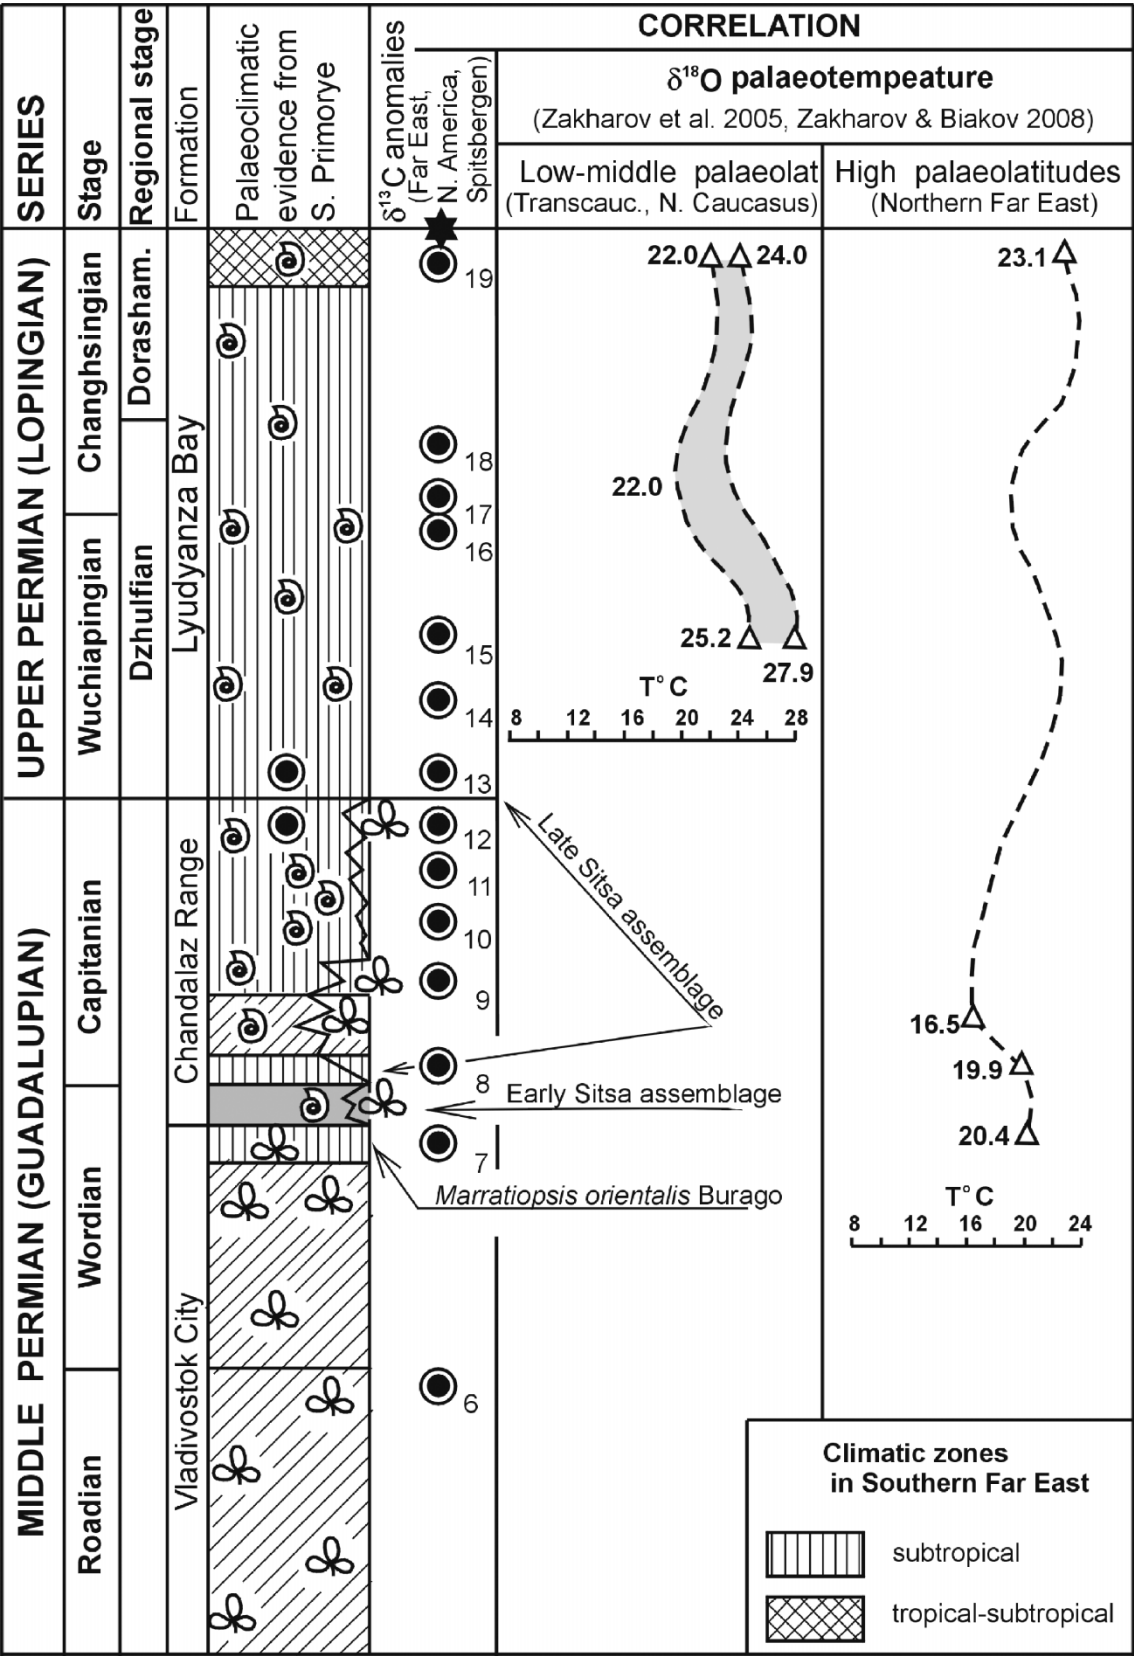 SERIES
Stage
Regional stage
Formation
Palaeoclimatic
evidence from
S. Primorye
δ13C anomalies
(Far East,
N. America,
Spitsbergen)
CORRELATION
δ18O palaeotempeature
(Zakharov et al. 2005, Zakharov & Biakov 2008)
Low-middle palaeolat
(Transcauc., N. Caucasus)
High palaeolatitudes
(Northern Far East)
UPPER PERMIAN (LOPINGIAN)
Changhsingian
Wuchiapingian
Dorasham.
Dzhulfian
Lyudyanza Bay
19
18
17
16
15
14
13
22.0 24.0
22.0
25.2
27.9
T°C
8 12 16 20 24 28
23.1
MIDDLE PERMIAN (GUADALUPIAN)
Capitanian
Wordian
Roadian
Chandalaz Range
Vladivostok City
12
11
10
9
8
7
6
Late Sitsa assemblage
Early Sitsa assemblage
Marratiopsis orientalis Burago
16.5
19.9
20.4
T°C
8 12 16 20 24
Climatic zones
in Southern Far East
subtropical
tropical-subtropical